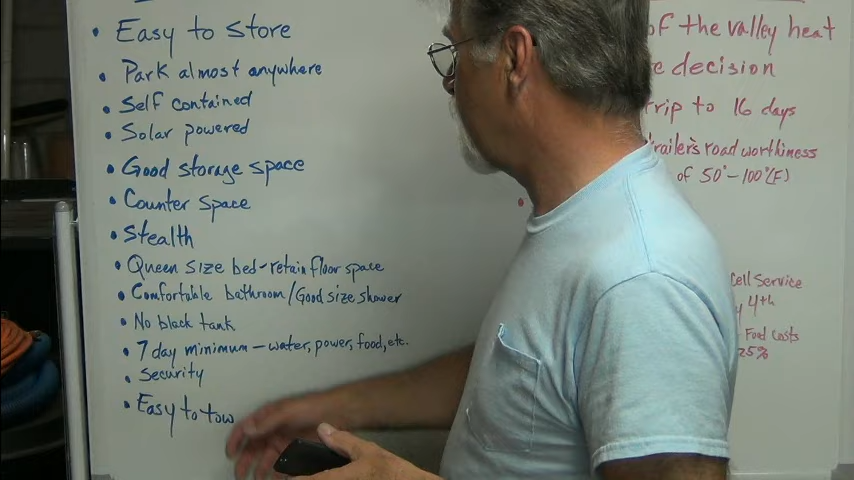 Easy to store
Park almost anywhere
Self contained
Solar powered
Good storage space
Counter space
Stealth
Queen size bed-retain floor space
Comfortable bathroom/Good size shower
No black tank
7 day minimum - water, power, food, etc.
Security
Easy to tow
of the valley heat
decision
trip to 16 days
trailer's road worthiness
of 50°-100°(F)
Cell Service
4th
Food Costs
25%